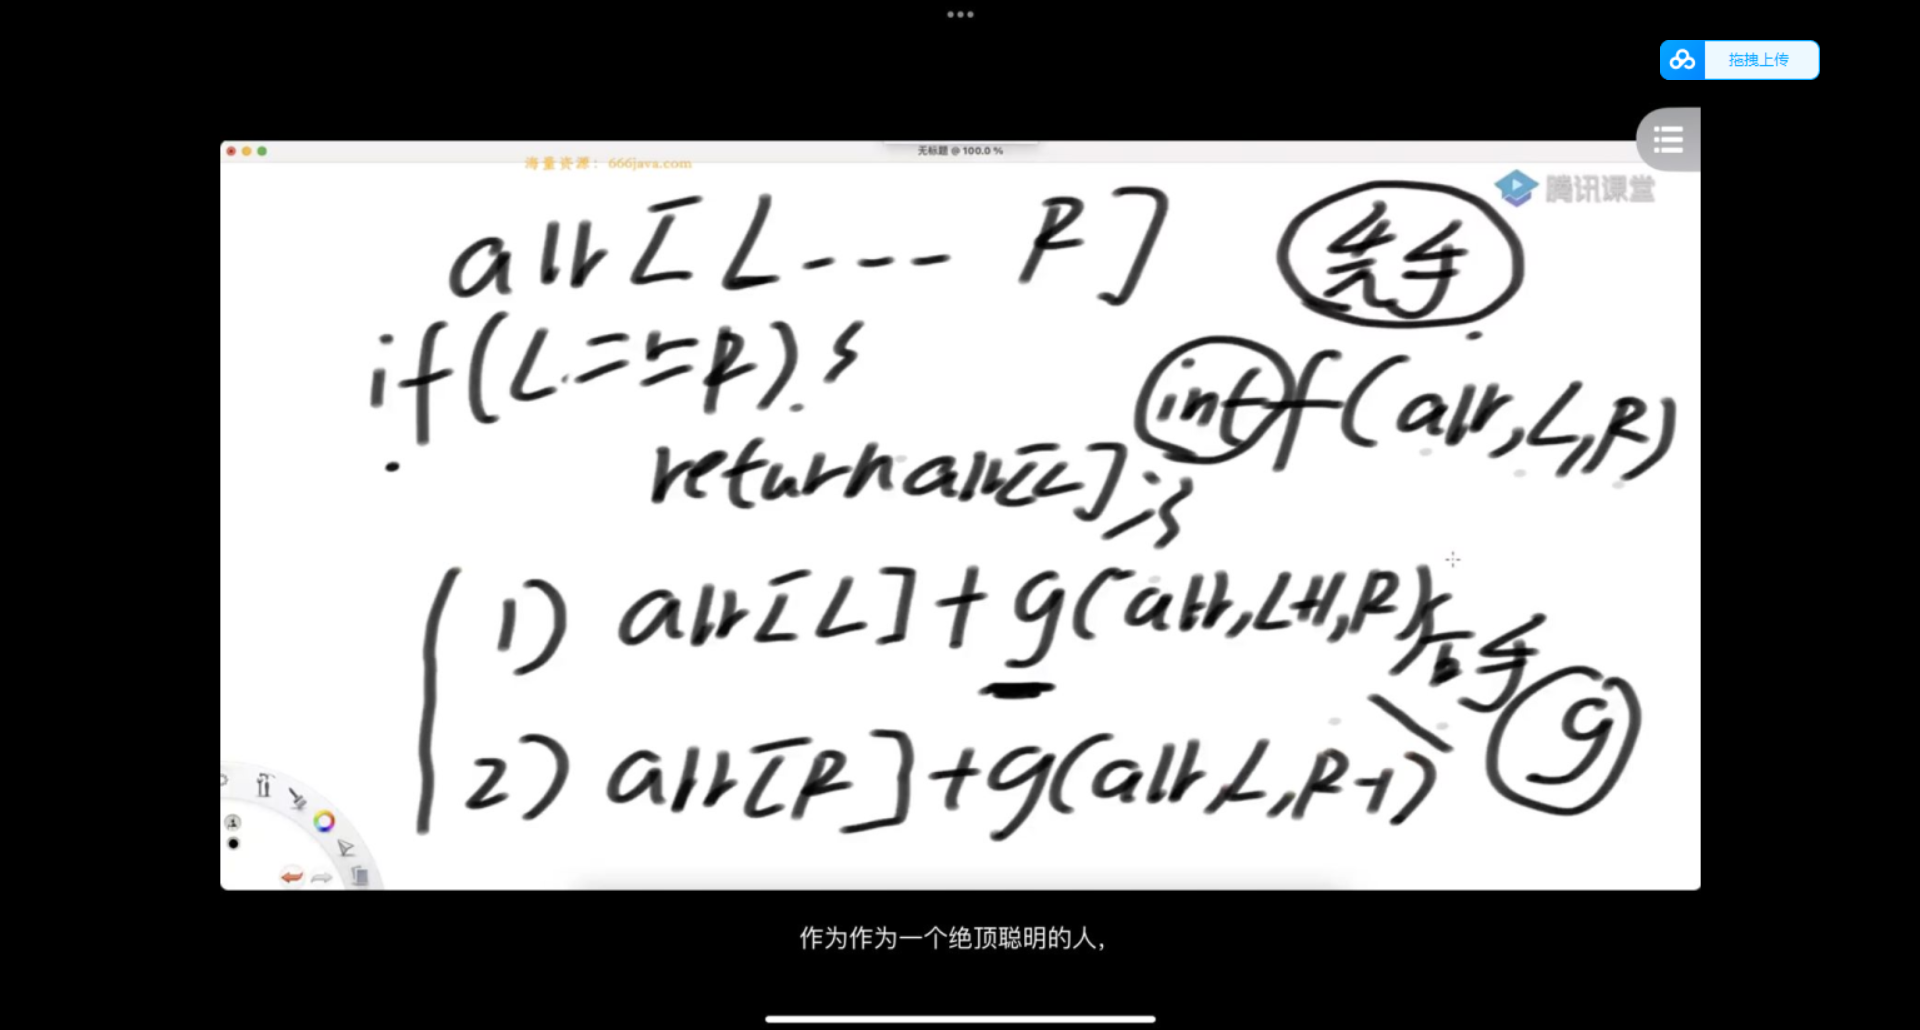 拖拽上传
无标题 @ 100.0 %
海量资源：666java.com
腾讯课堂
arr[L--- R] 先手
if(L==R){
int f(arr,L,R)
return arr[L];}
1) arr[L]+g(arr,L+1,R)
后手
g
2) arr[R]+g(arr,L,R-1)
作为作为一个绝顶聪明的人,